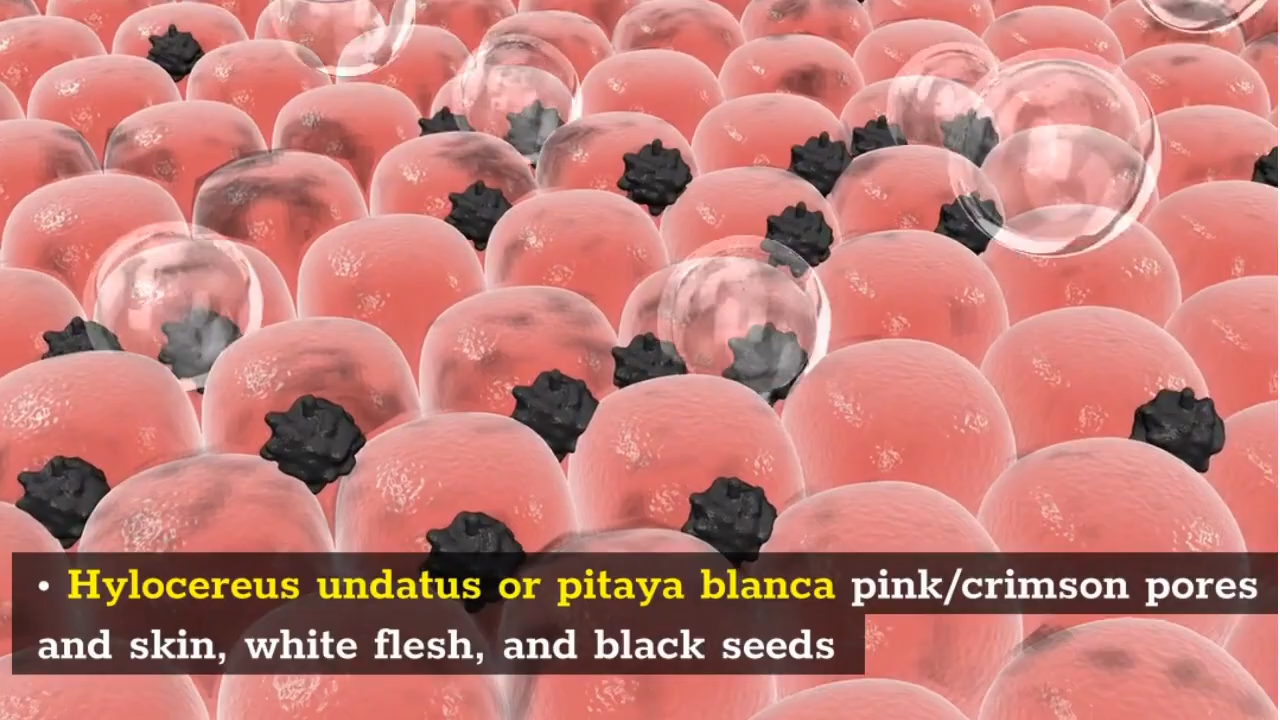 • Hylocereus undatus or pitaya blanca pink/crimson pores
and skin, white flesh, and black seeds